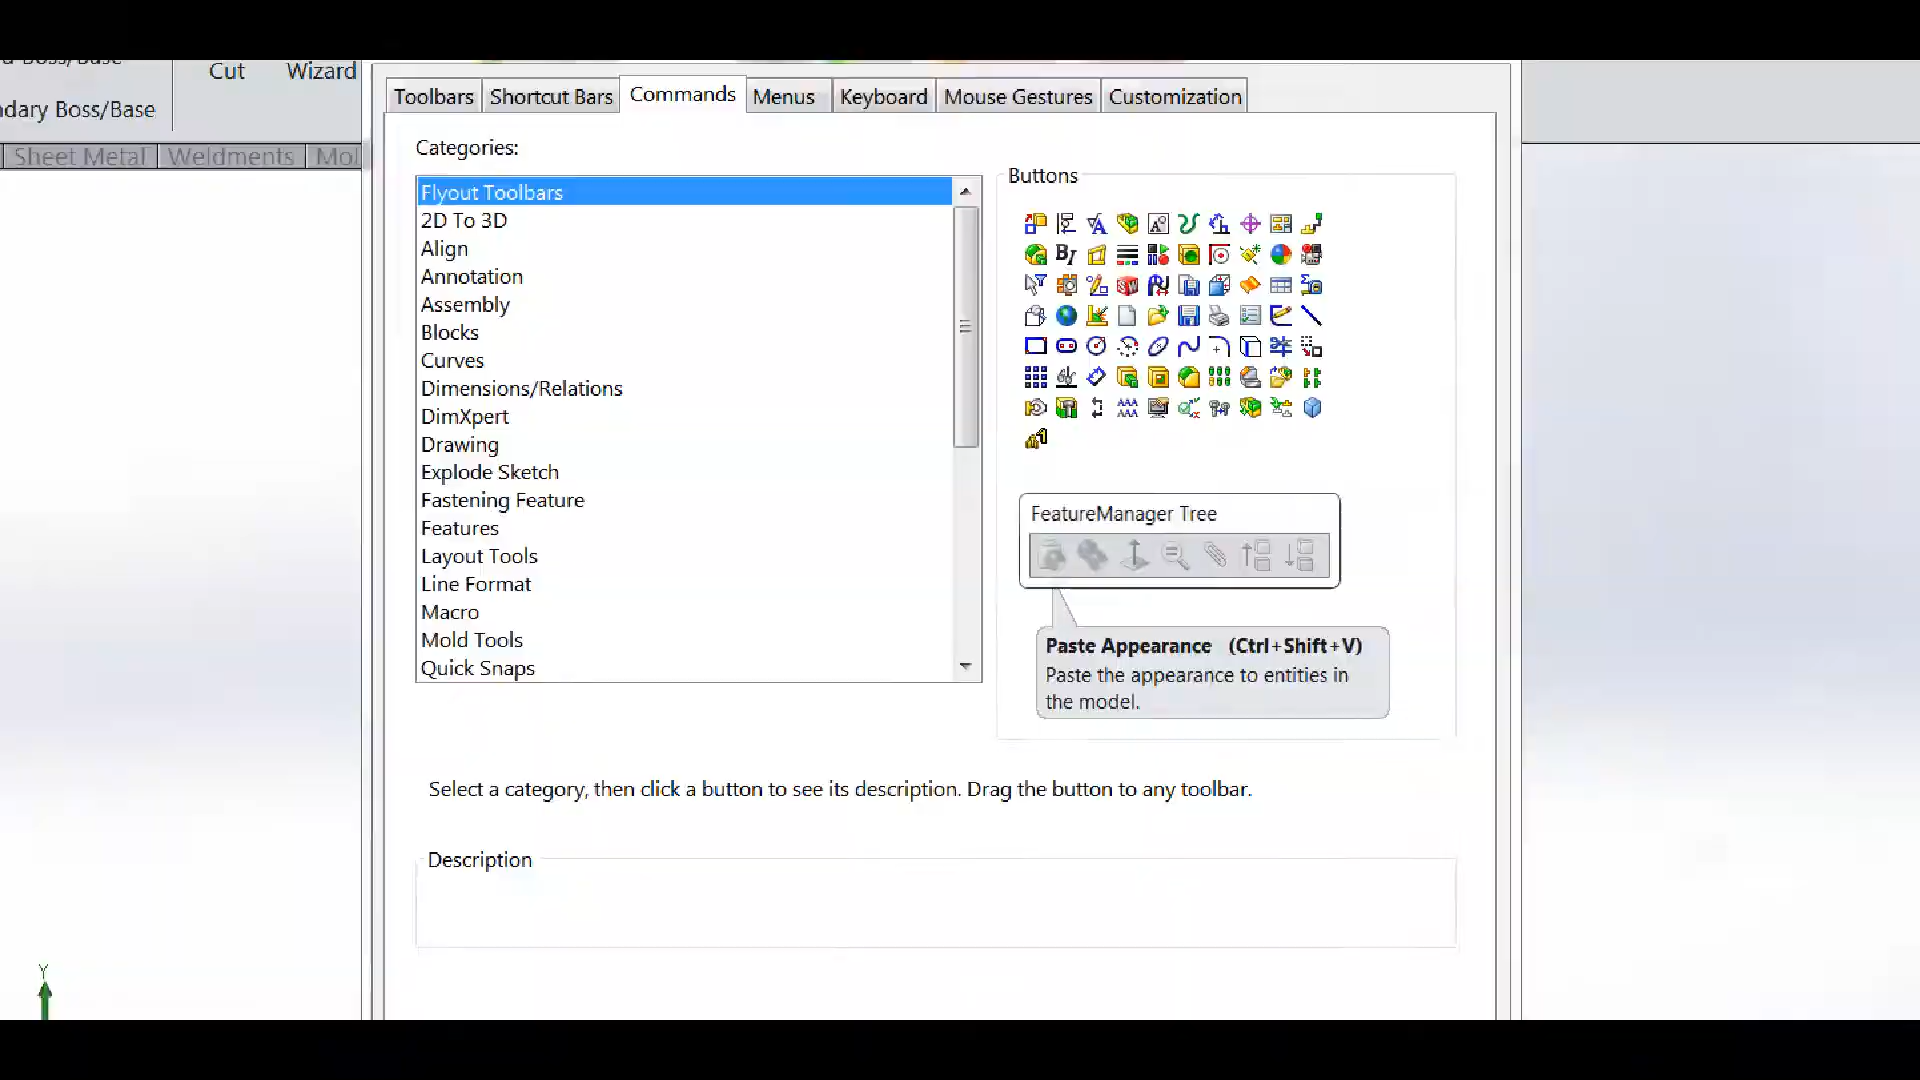 Cut Wizard
Boss/Base
dary Boss/Base
Sheet Metal Weldments Mol
Toolbars Shortcut Bars Commands Menus Keyboard Mouse Gestures Customization
Categories:
Buttons
Flyout Toolbars
2D To 3D
Align
Annotation
Assembly
Blocks
Curves
Dimensions/Relations
DimXpert
Drawing
Explode Sketch
Fastening Feature
Features
Layout Tools
Line Format
Macro
Mold Tools
Quick Snaps
FeatureManager Tree
Paste Appearance (Ctrl+Shift+V)
Paste the appearance to entities in
the model.
Select a category, then click a button to see its description. Drag the button to any toolbar.
Description
Y